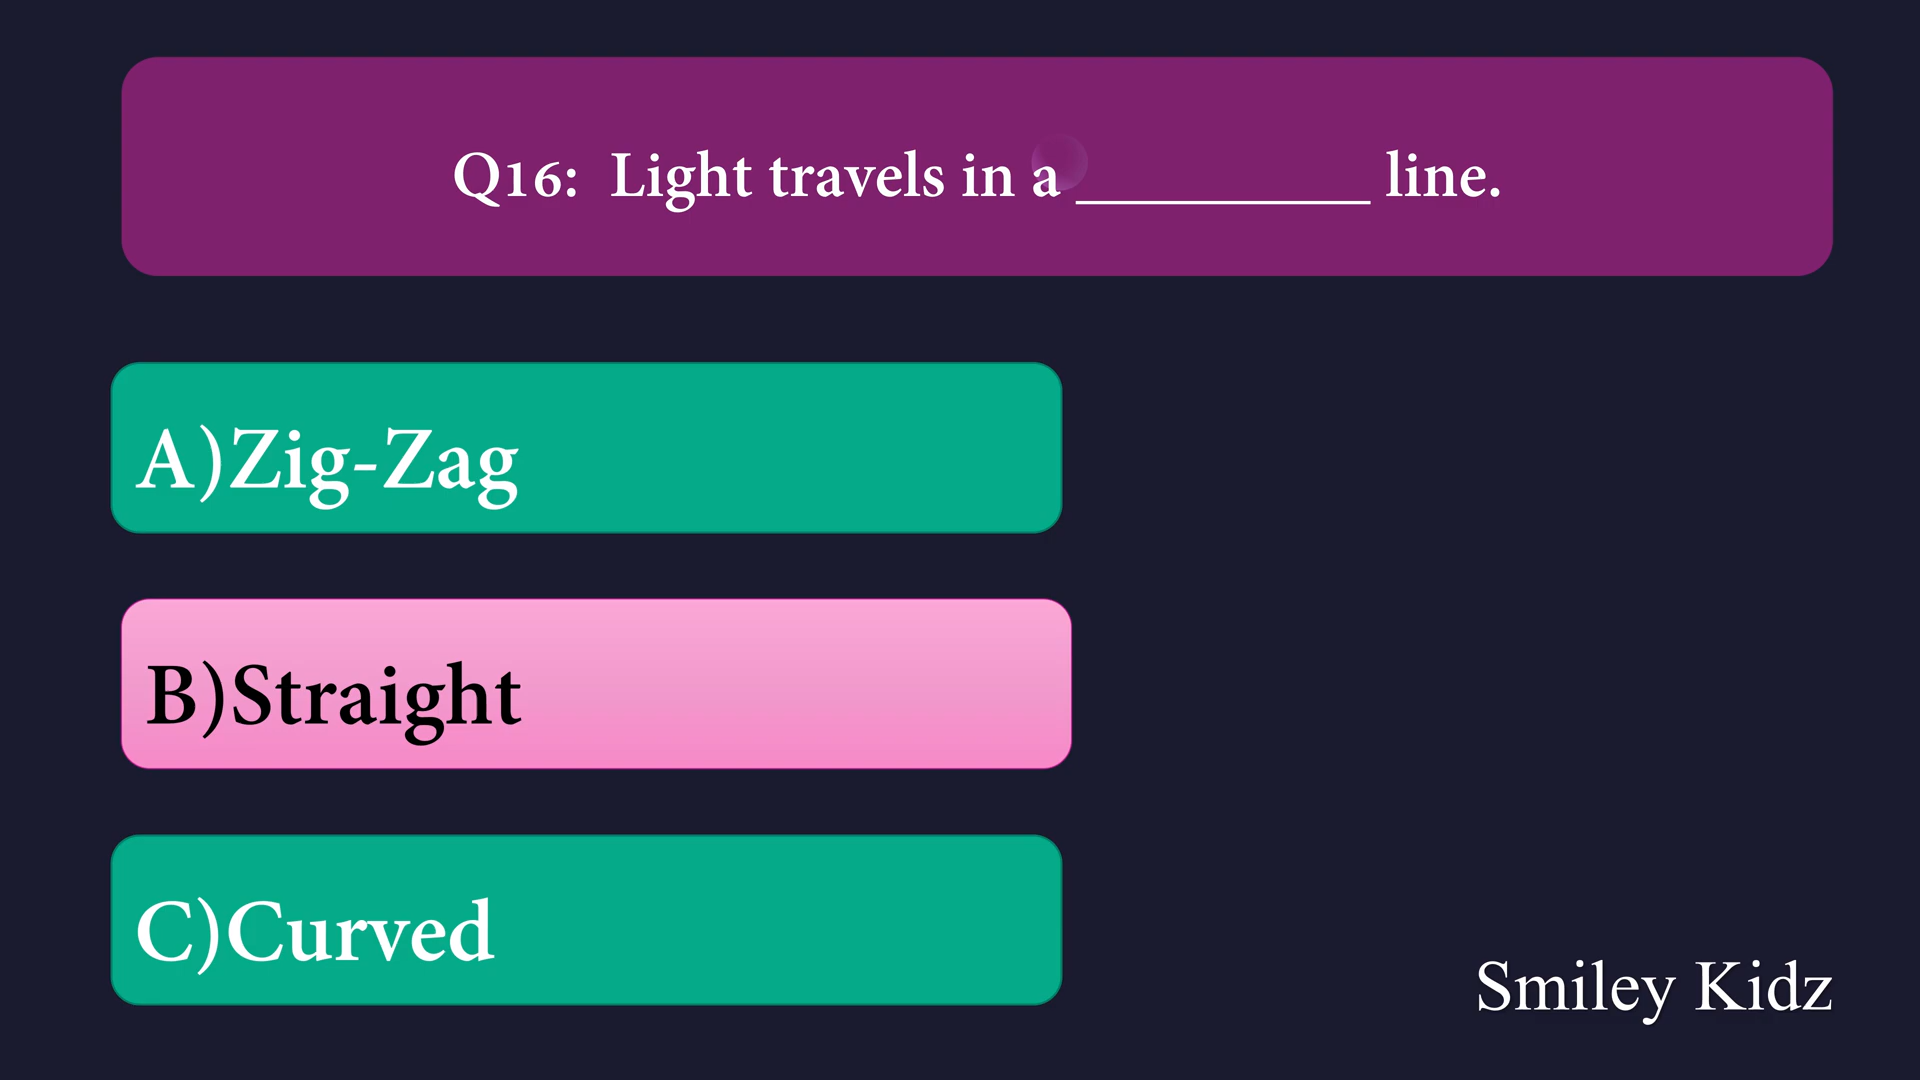 Q16: Light travels in a __________ line.
A)Zig-Zag
B)Straight
C)Curved
Smiley Kidz